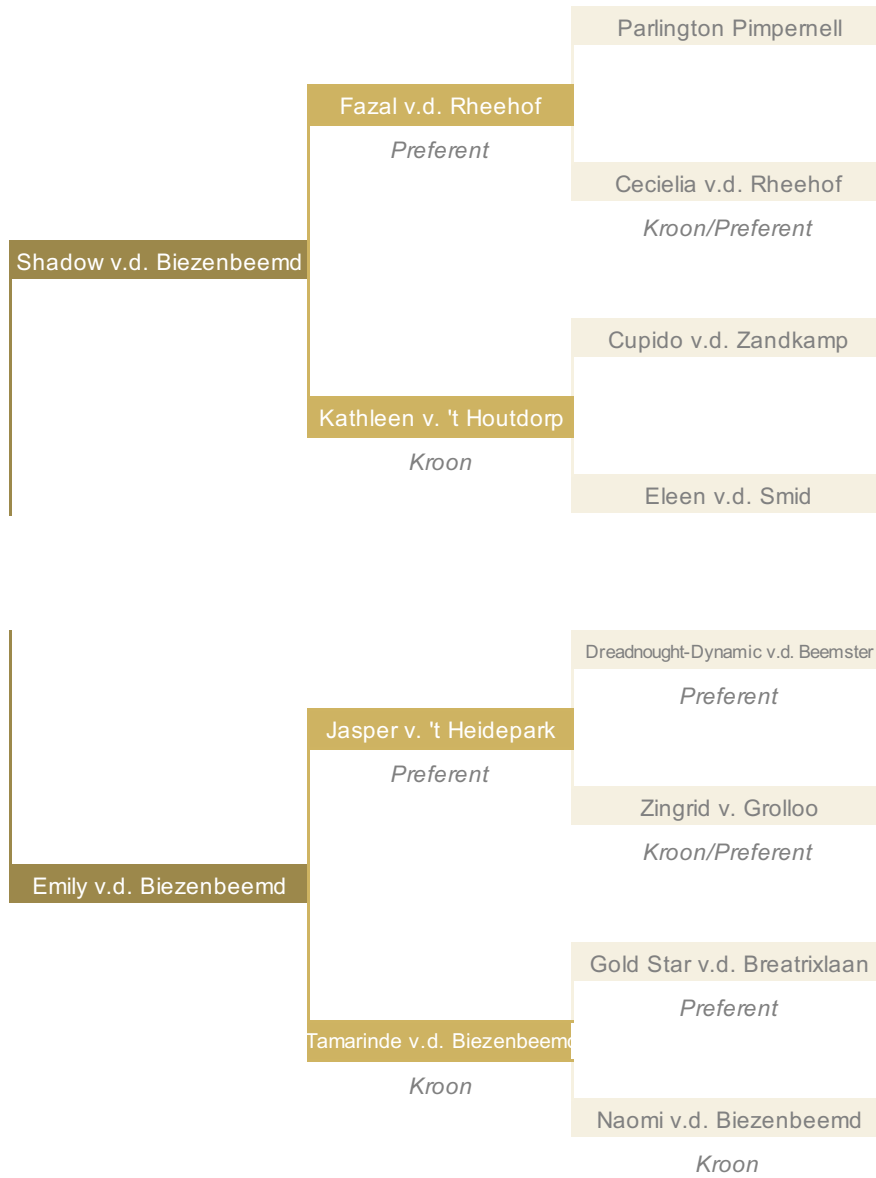 Parlington Pimpernell
Fazal v.d. Rheehof
Preferent
Cecielia v.d. Rheehof
Kroon/Preferent
Shadow v.d. Biezenbeemd
Cupido v.d. Zandkamp
Kathleen v. 't Houtdorp
Kroon
Eleen v.d. Smid
Dreadnought-Dynamic v.d. Beemster
Preferent
Jasper v. 't Heidepark
Preferent
Zingrid v. Grolloo
Kroon/Preferent
Emily v.d. Biezenbeemd
Gold Star v.d. Breatrixlaan
Preferent
Tamarinde v.d. Biezenbeemd
Kroon
Naomi v.d. Biezenbeemd
Kroon